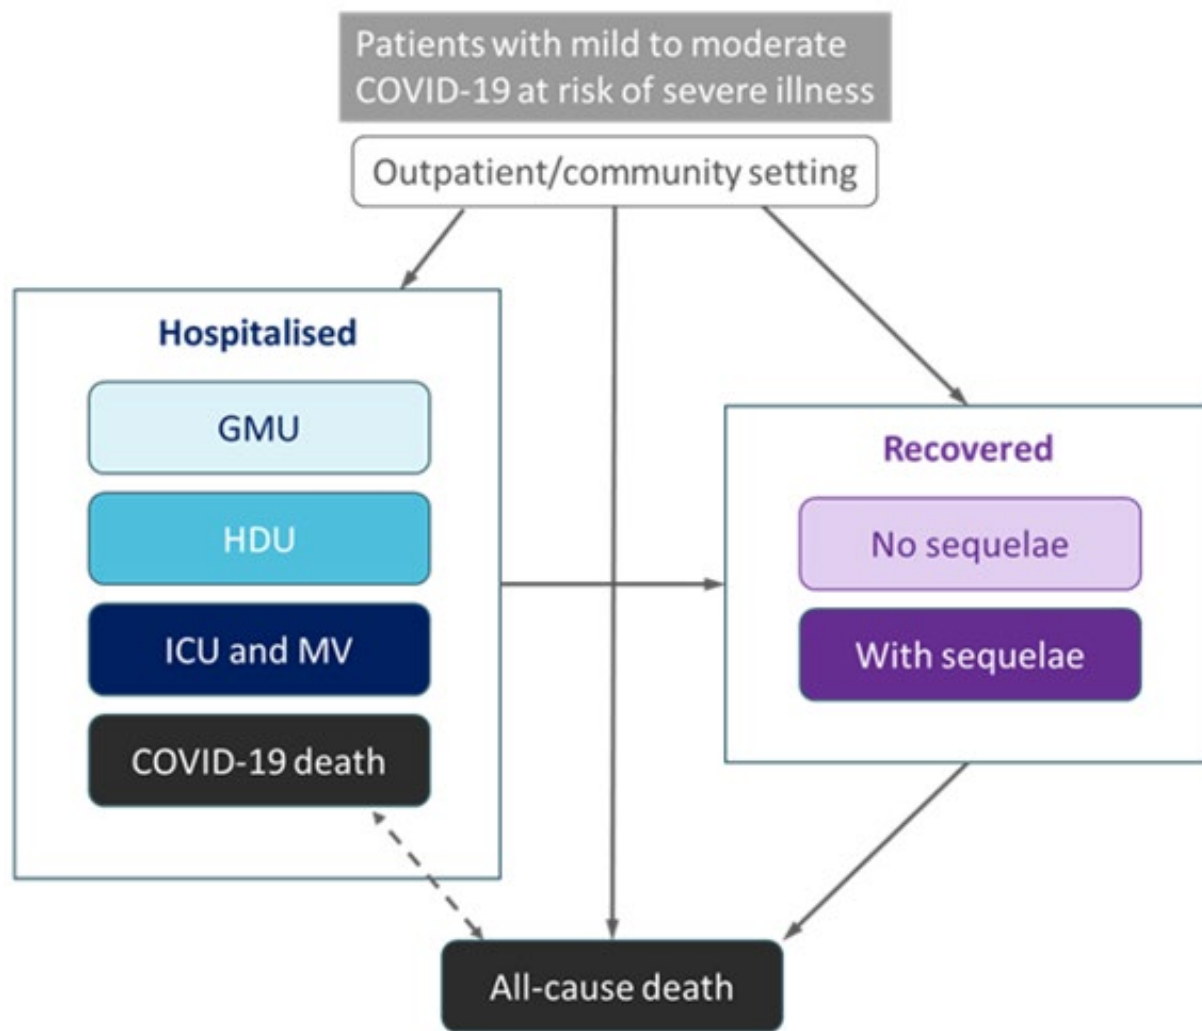 Patients with mild to moderate
COVID-19 at risk of severe illness
Outpatient/community setting
Hospitalised
GMU
HDU
ICU and MV
COVID-19 death
Recovered
No sequelae
With sequelae
All-cause death